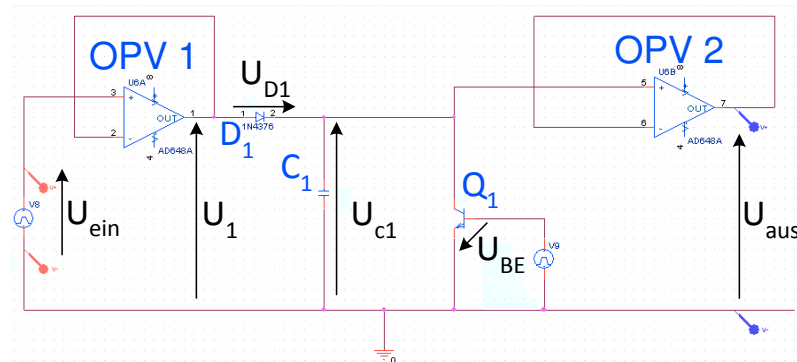 OPV 1
OPV 2
U6A
8
U_D1
U6B
8
3
+
OUT
1
1
2
5
+
OUT
7
V+
2
-
1N4376
6
-
D_1
4
AD648A
4
AD648A
C_1
Q_1
V+
V8
U_ein
U_1
U_c1
U_BE
V9
U_aus
V-
V-
0